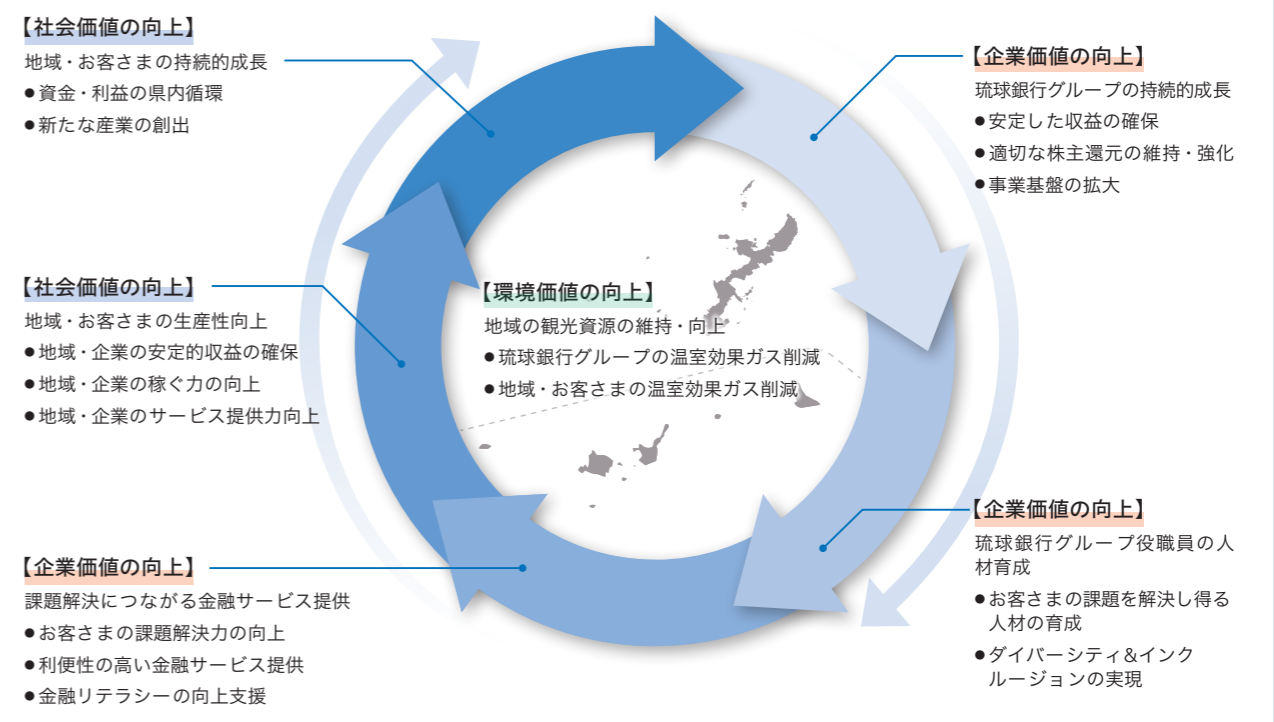 【社会価値の向上】
地域・お客さまの持続的成長
●資金・利益の県内循環
●新たな産業の創出
【企業価値の向上】
琉球銀行グループの持続的成長
●安定した収益の確保
●適切な株主還元の維持・強化
●事業基盤の拡大
【社会価値の向上】
地域・お客さまの生産性向上
●地域・企業の安定的収益の確保
●地域・企業の稼ぐ力の向上
●地域・企業のサービス提供力向上
【環境価値の向上】
地域の観光資源の維持・向上
●琉球銀行グループの温室効果ガス削減
●地域・お客さまの温室効果ガス削減
【企業価値の向上】
琉球銀行グループ役職員の人
材育成
●お客さまの課題を解決し得る
人材の育成
●ダイバーシティ&インク
ルージョンの実現
【企業価値の向上】
課題解決につながる金融サービス提供
●お客さまの課題解決力の向上
●利便性の高い金融サービス提供
●金融リテラシーの向上支援